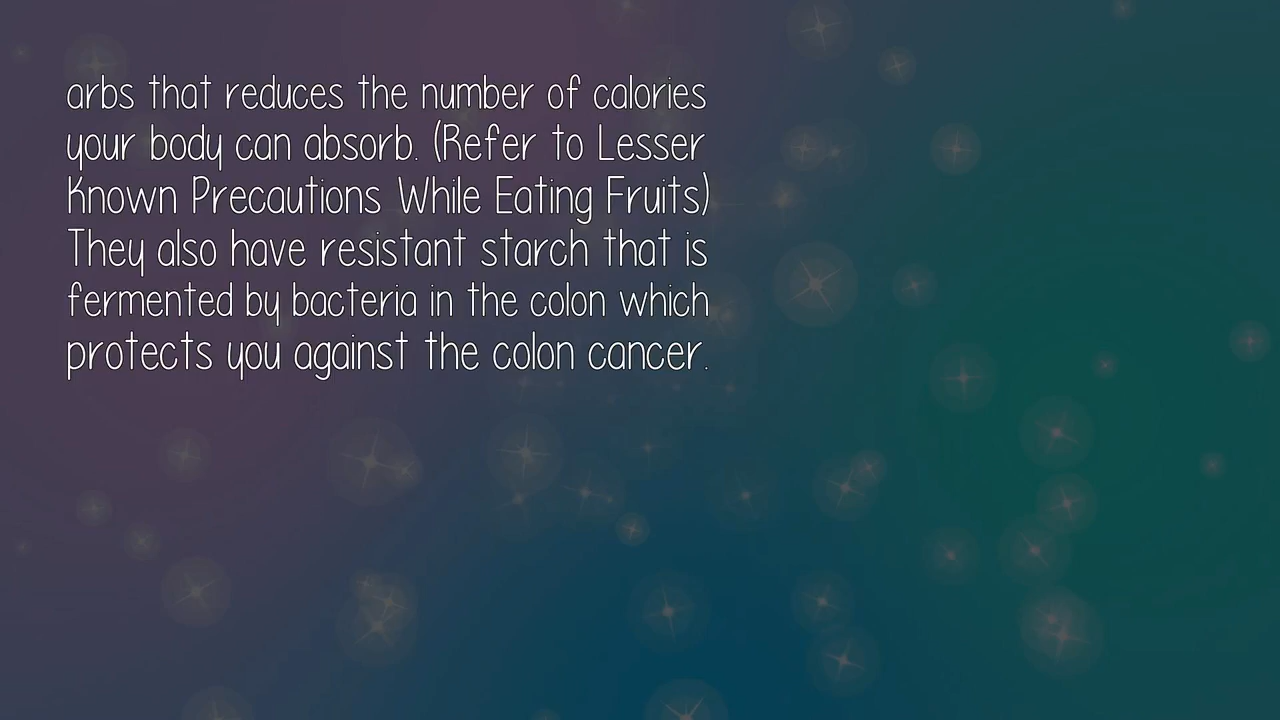 arbs that reduces the number of calories
your body can absorb. (Refer to Lesser
Known Precautions While Eating Fruits)
They also have resistant starch that is
fermented by bacteria in the colon which
protects you against the colon cancer.